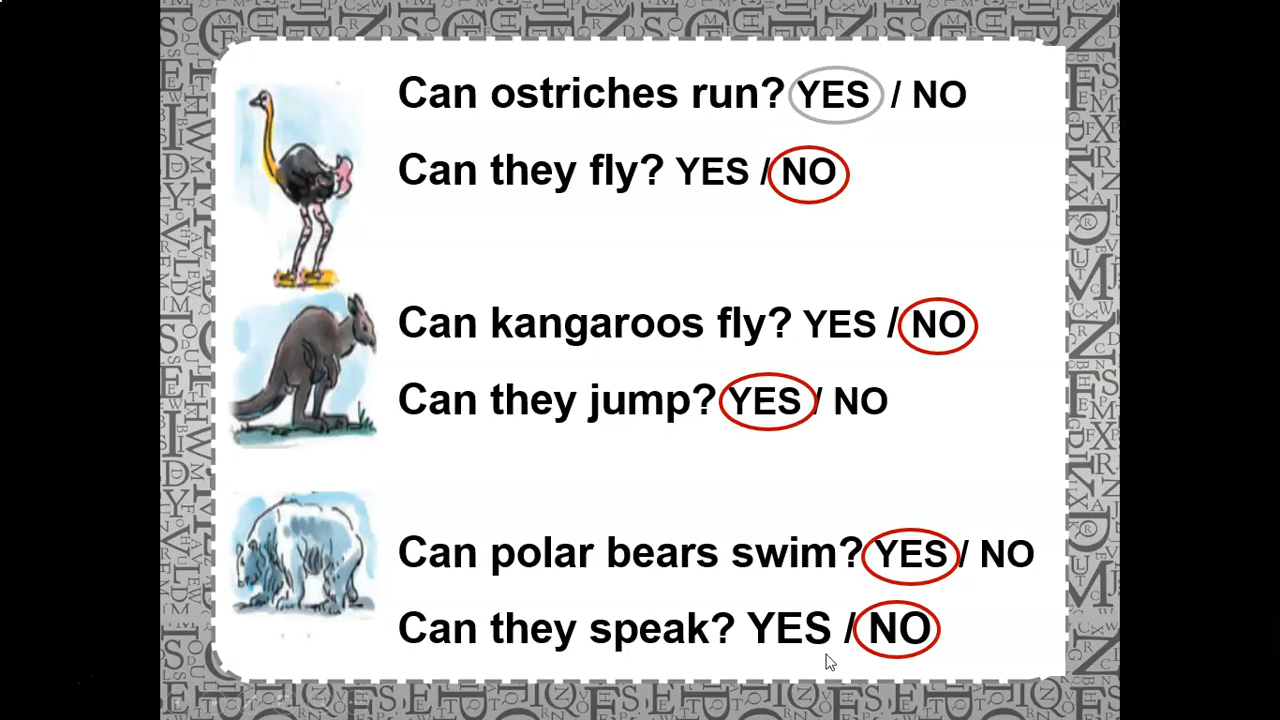 Can ostriches run? YES / NO
Can they fly? YES / NO
Can kangaroos fly? YES / NO
Can they jump? YES / NO
Can polar bears swim? YES / NO
Can they speak? YES / NO